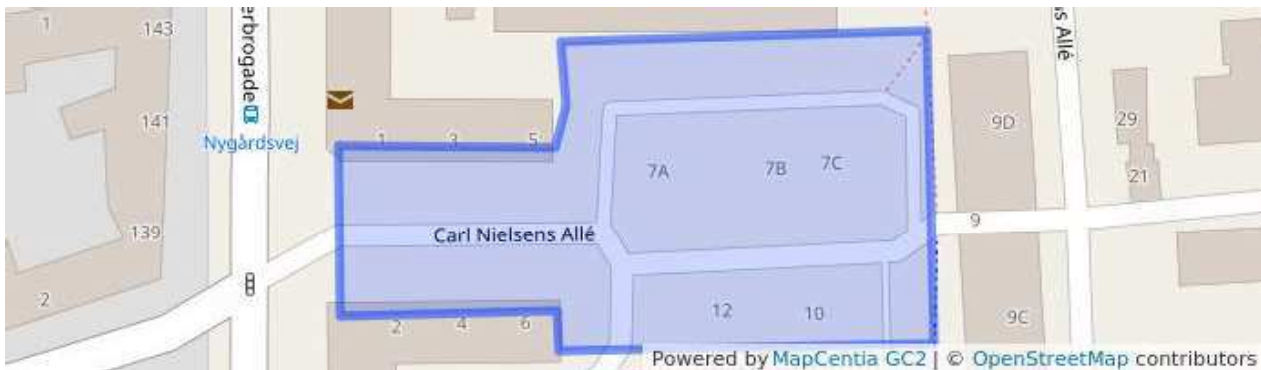 1
143
erbrogade
s Allé
141
Nygårdsvej
1
3
5
7A
7B
7C
9D
29
21
139
Carl Nielsens Allé
9
2
2
4
6
12
10
9C
Powered by MapCentia GC2 | © OpenStreetMap contributors